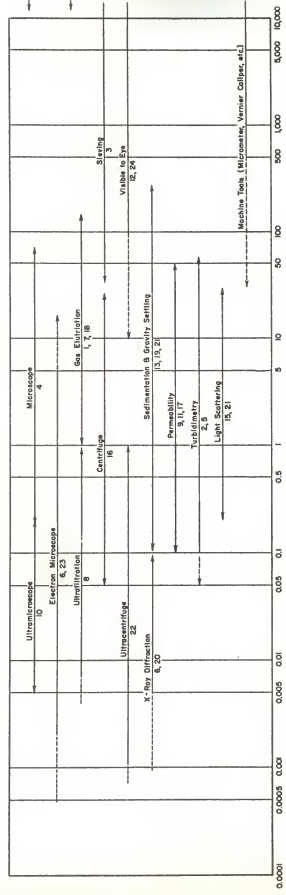 Ultramicroscope
10
Microscope
4
Electron Microscope
6, 23
Ultrafiltration
8
Gas Elutriation
1, 7, 18
Centrifuge
16
Sieving
3
Ultracentrifuge
22
Visible to Eye
12, 24
X-Ray Diffraction
6, 20
Sedimentation & Gravity Settling
13, 19, 21
Permeability
9, 11, 17
Turbidimetry
2, 5
Light Scattering
15, 21
Machine Tools (Micrometer, Vernier Caliper, etc.)
0.0001 0.0005 0.001 0.005 0.01 0.05 0.1 0.5 1 5 10 50 100 500 1,000 5,000 10,000